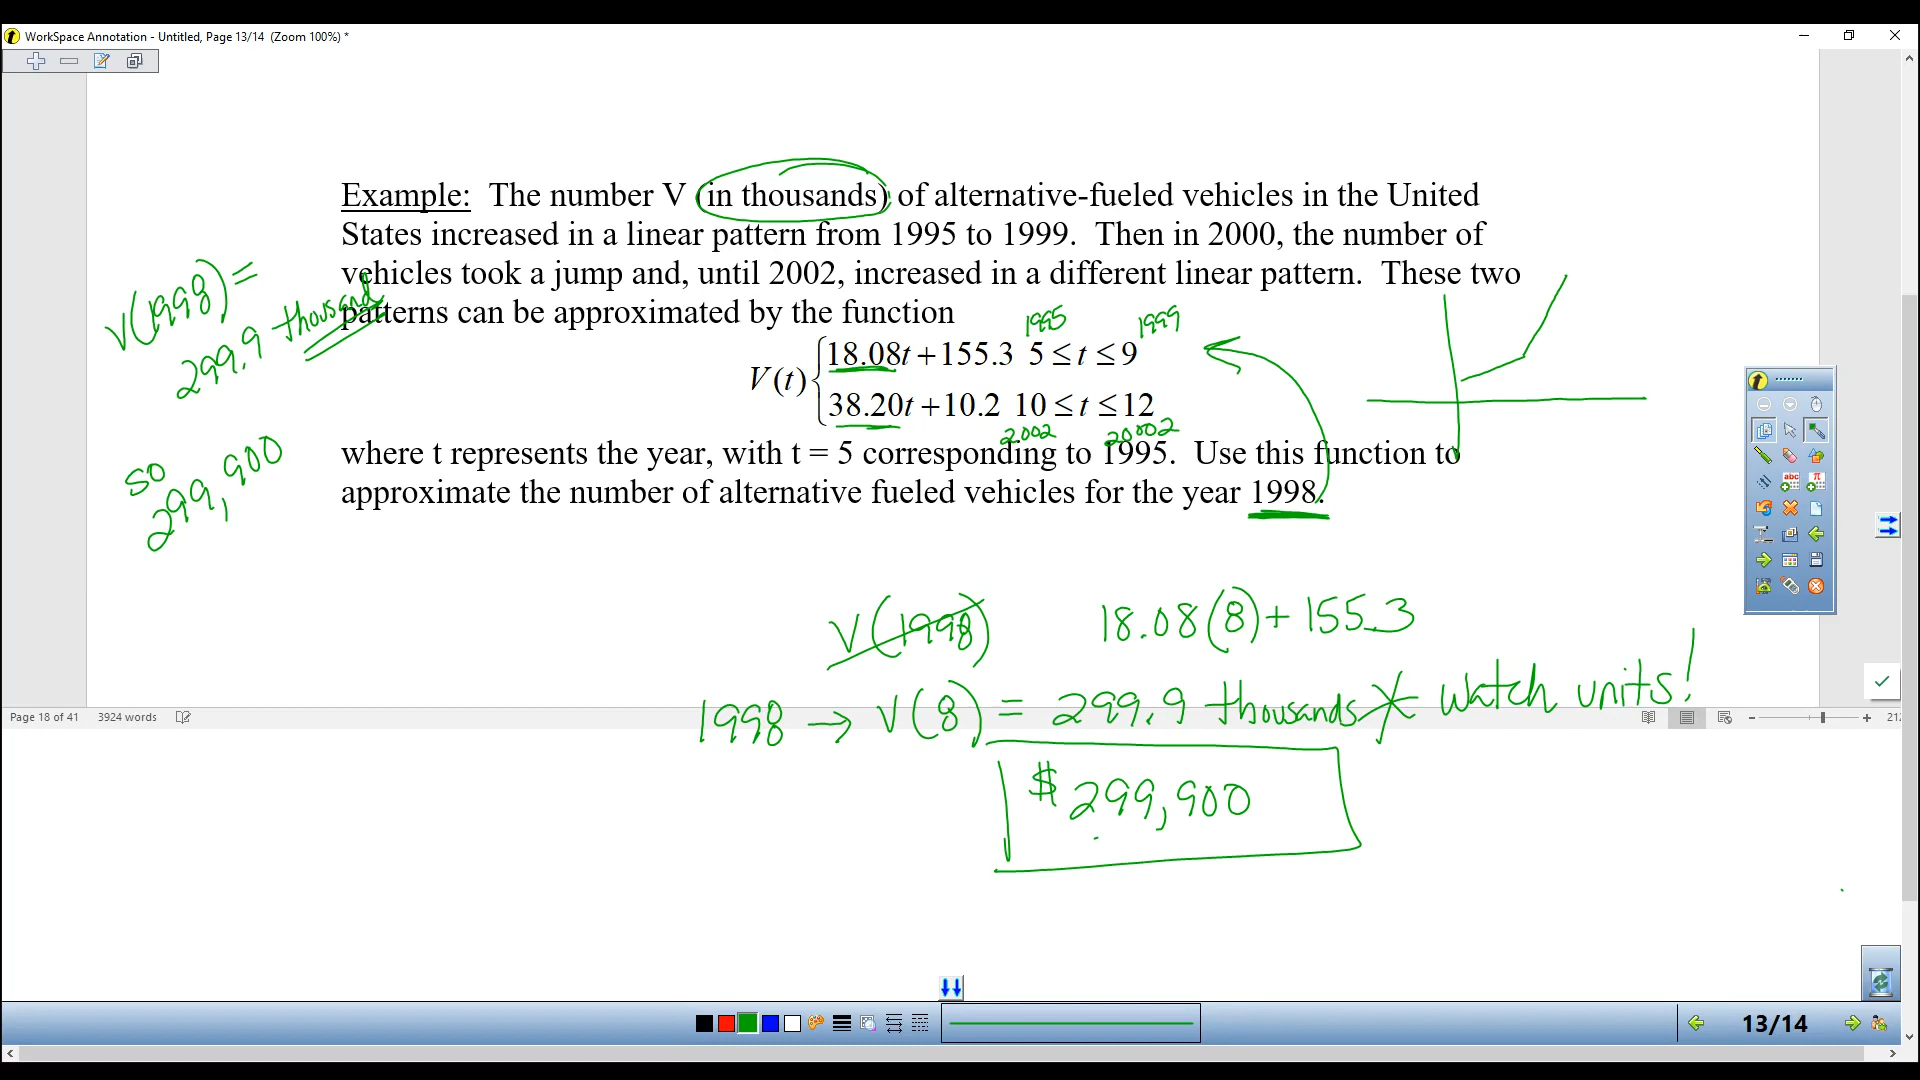 WorkSpace Annotation - Untitled, Page 13/14 (Zoom 100%) *
Example: The number V (in thousands) of alternative-fueled vehicles in the United
States increased in a linear pattern from 1995 to 1999. Then in 2000, the number of
vehicles took a jump and, until 2002, increased in a different linear pattern. These two
patterns can be approximated by the function
V(1998) =
299.9 thousand
1995 1999
V(t) { 18.08t + 155.3 5 ≤ t ≤ 9
38.20t + 10.2 10 ≤ t ≤ 12
2002 20002
where t represents the year, with t = 5 corresponding to 1995. Use this function to
approximate the number of alternative fueled vehicles for the year 1998.
so
299,900
V(1998) 18.08(8) + 155.3
1998 → V(8) = 299.9 thousands * watch units!
$ 299,900
Page 18 of 41 3924 words
abc π
13/14